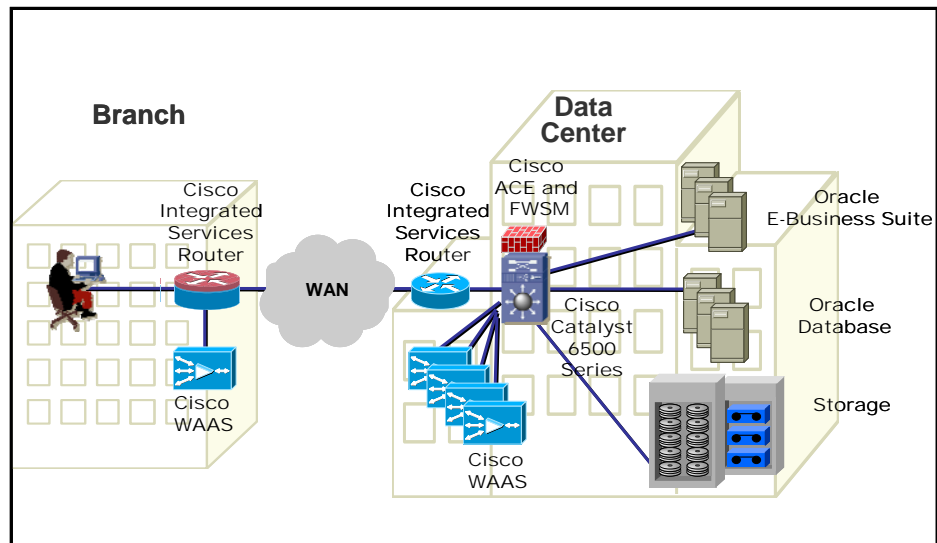 Branch
Data
Center
Cisco
Integrated
Services
Router
Cisco
WAAS
WAN
Cisco
Integrated
Services
Router
Cisco
ACE and
FWSM
Cisco
Catalyst
6500
Series
Cisco
WAAS
Oracle
E-Business Suite
Oracle
Database
Storage